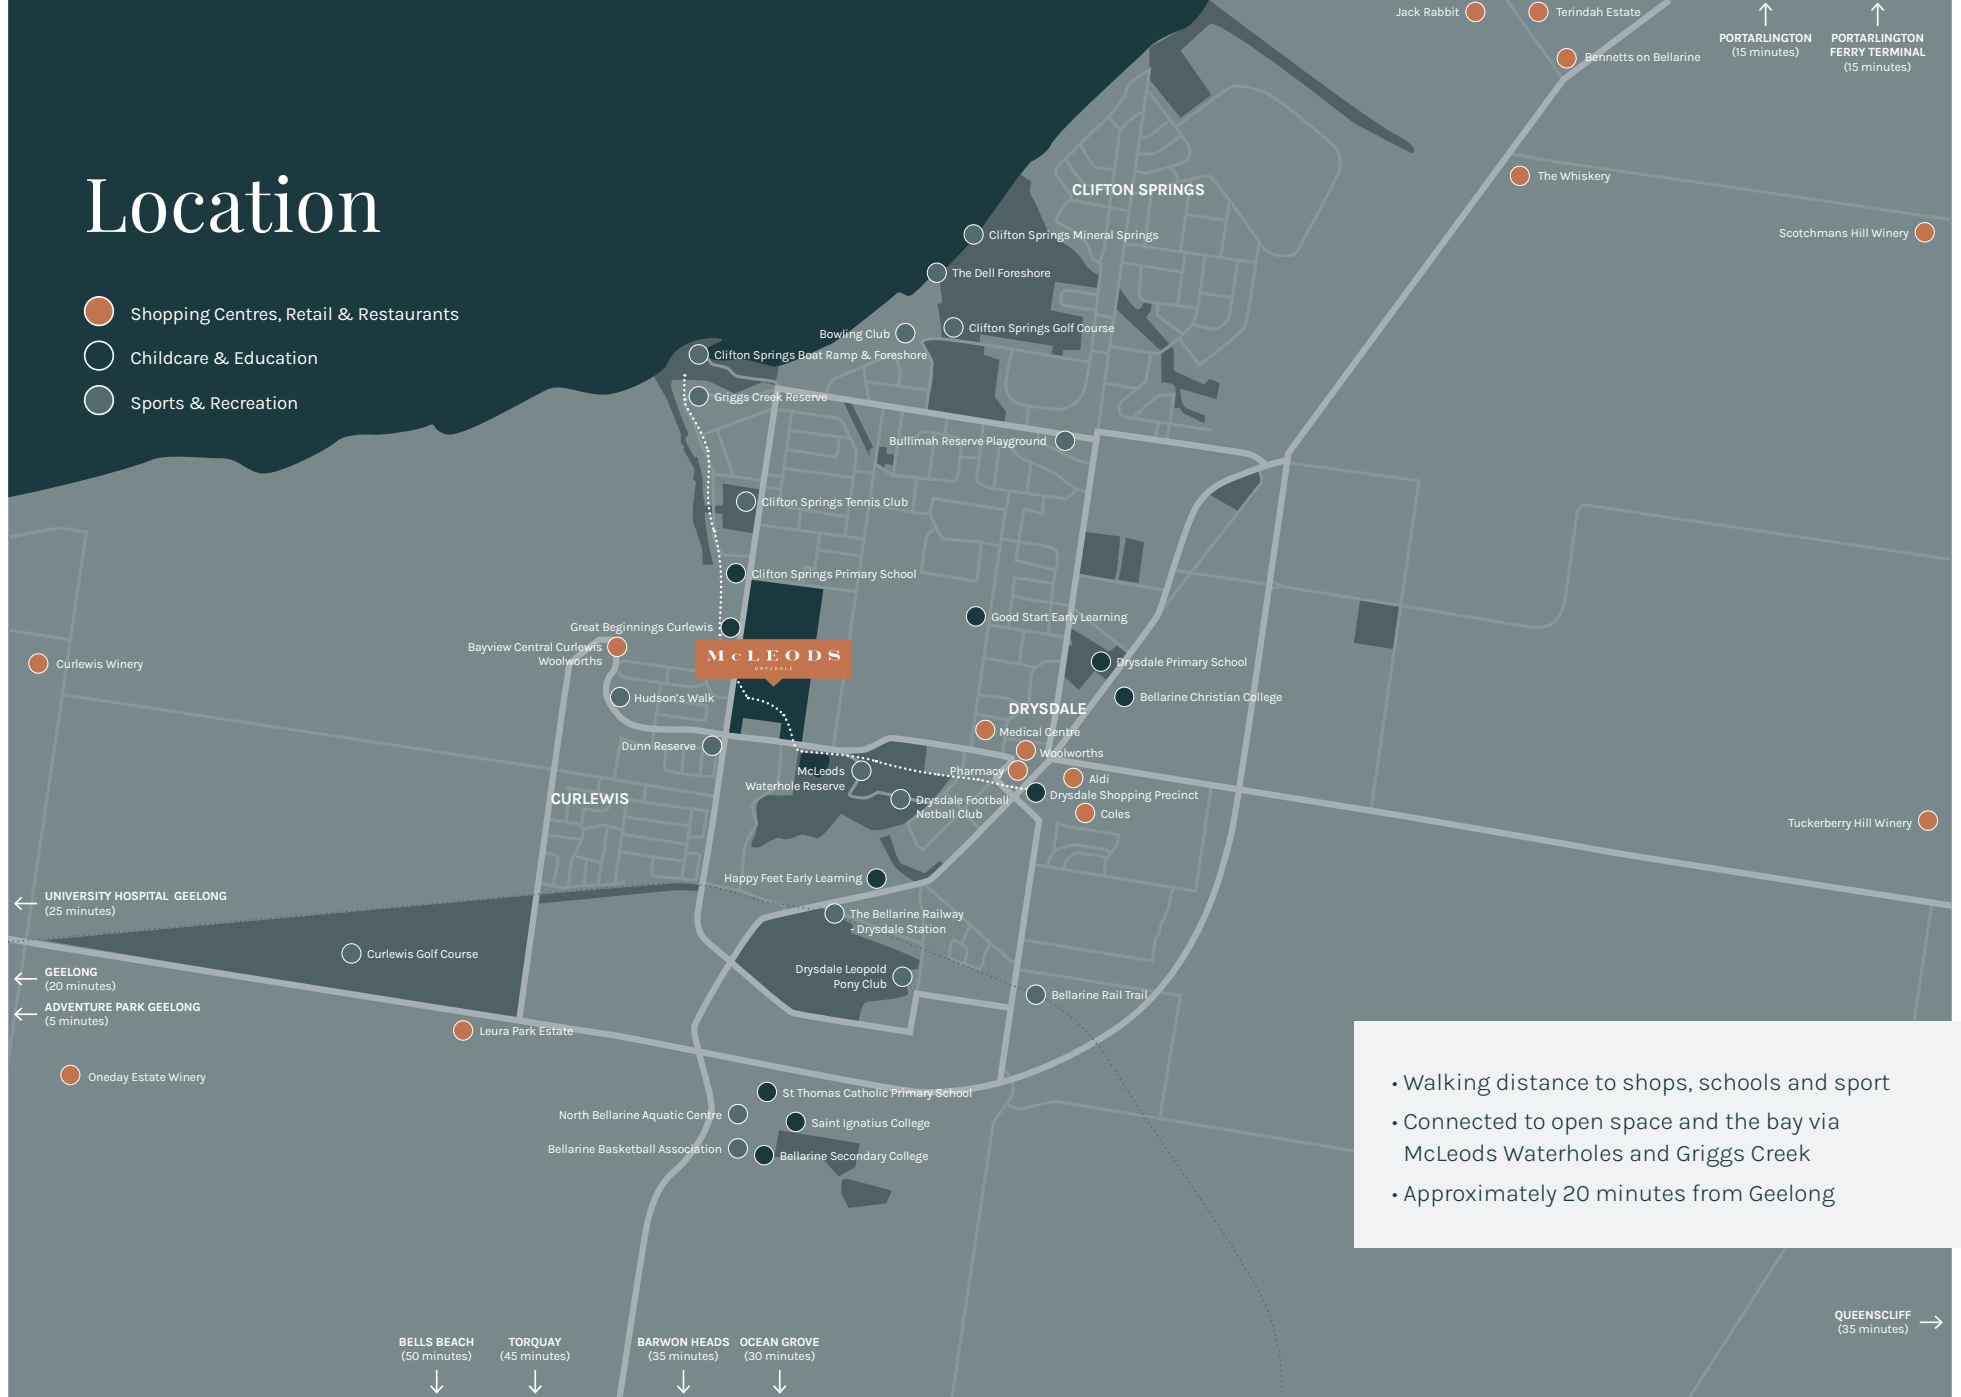 Location
Shopping Centres, Retail & Restaurants
Childcare & Education
Sports & Recreation
Jack Rabbit
Terindah Estate
Bennetts on Bellarine
PORTARLINGTON
(15 minutes)
PORTARLINGTON
FERRY TERMINAL
(15 minutes)
The Whiskery
Scotchmans Hill Winery
CLIFTON SPRINGS
Clifton Springs Mineral Springs
The Dell Foreshore
Clifton Springs Golf Course
Bowling Club
Clifton Springs Boat Ramp & Foreshore
Griggs Creek Reserve
Bullimah Reserve Playground
Clifton Springs Tennis Club
Clifton Springs Primary School
Great Beginnings Curlewis
Good Start Early Learning
Bayview Central Curlewis
Woolworths
McLEODS
DRYSDALE
Curlewis Winery
Drysdale Primary School
Bellarine Christian College
Hudson's Walk
DRYSDALE
Medical Centre
Woolworths
Dunn Reserve
Pharmacy
Aldi
McLeods
Waterhole Reserve
Drysdale Shopping Precinct
Drysdale Football
Netball Club
Coles
CURLEWIS
Tuckerberry Hill Winery
Happy Feet Early Learning
UNIVERSITY HOSPITAL GEELONG
(25 minutes)
The Bellarine Railway
- Drysdale Station
Curlewis Golf Course
GEELONG
(20 minutes)
Drysdale Leopold
Pony Club
Bellarine Rail Trail
ADVENTURE PARK GEELONG
(5 minutes)
Leura Park Estate
Oneday Estate Winery
St Thomas Catholic Primary School
North Bellarine Aquatic Centre
Saint Ignatius College
Bellarine Basketball Association
Bellarine Secondary College
• Walking distance to shops, schools and sport
• Connected to open space and the bay via
McLeods Waterholes and Griggs Creek
• Approximately 20 minutes from Geelong
QUEENSCLIFF
(35 minutes)
BELLS BEACH
(50 minutes)
TORQUAY
(45 minutes)
BARWON HEADS
(35 minutes)
OCEAN GROVE
(30 minutes)